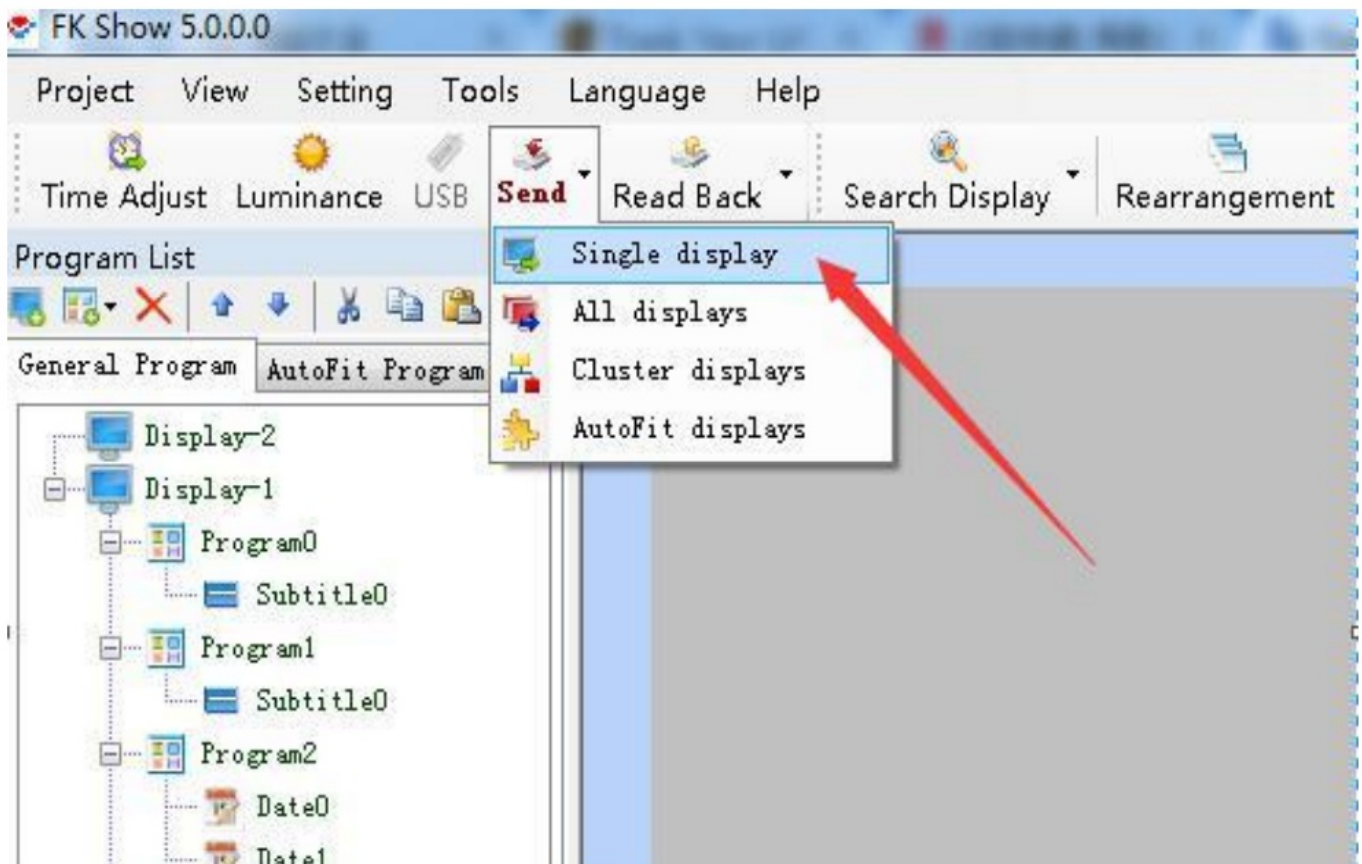 FK Show 5.0.0.0
Project View Setting Tools Language Help
Time Adjust Luminance USB Send Read Back Search Display Rearrangement
Program List
Single display
All displays
General Program AutoFit Program
Cluster displays
AutoFit displays
Display-2
Display-1
Program0
Subtitle0
Program1
Subtitle0
Program2
Date0
Date1